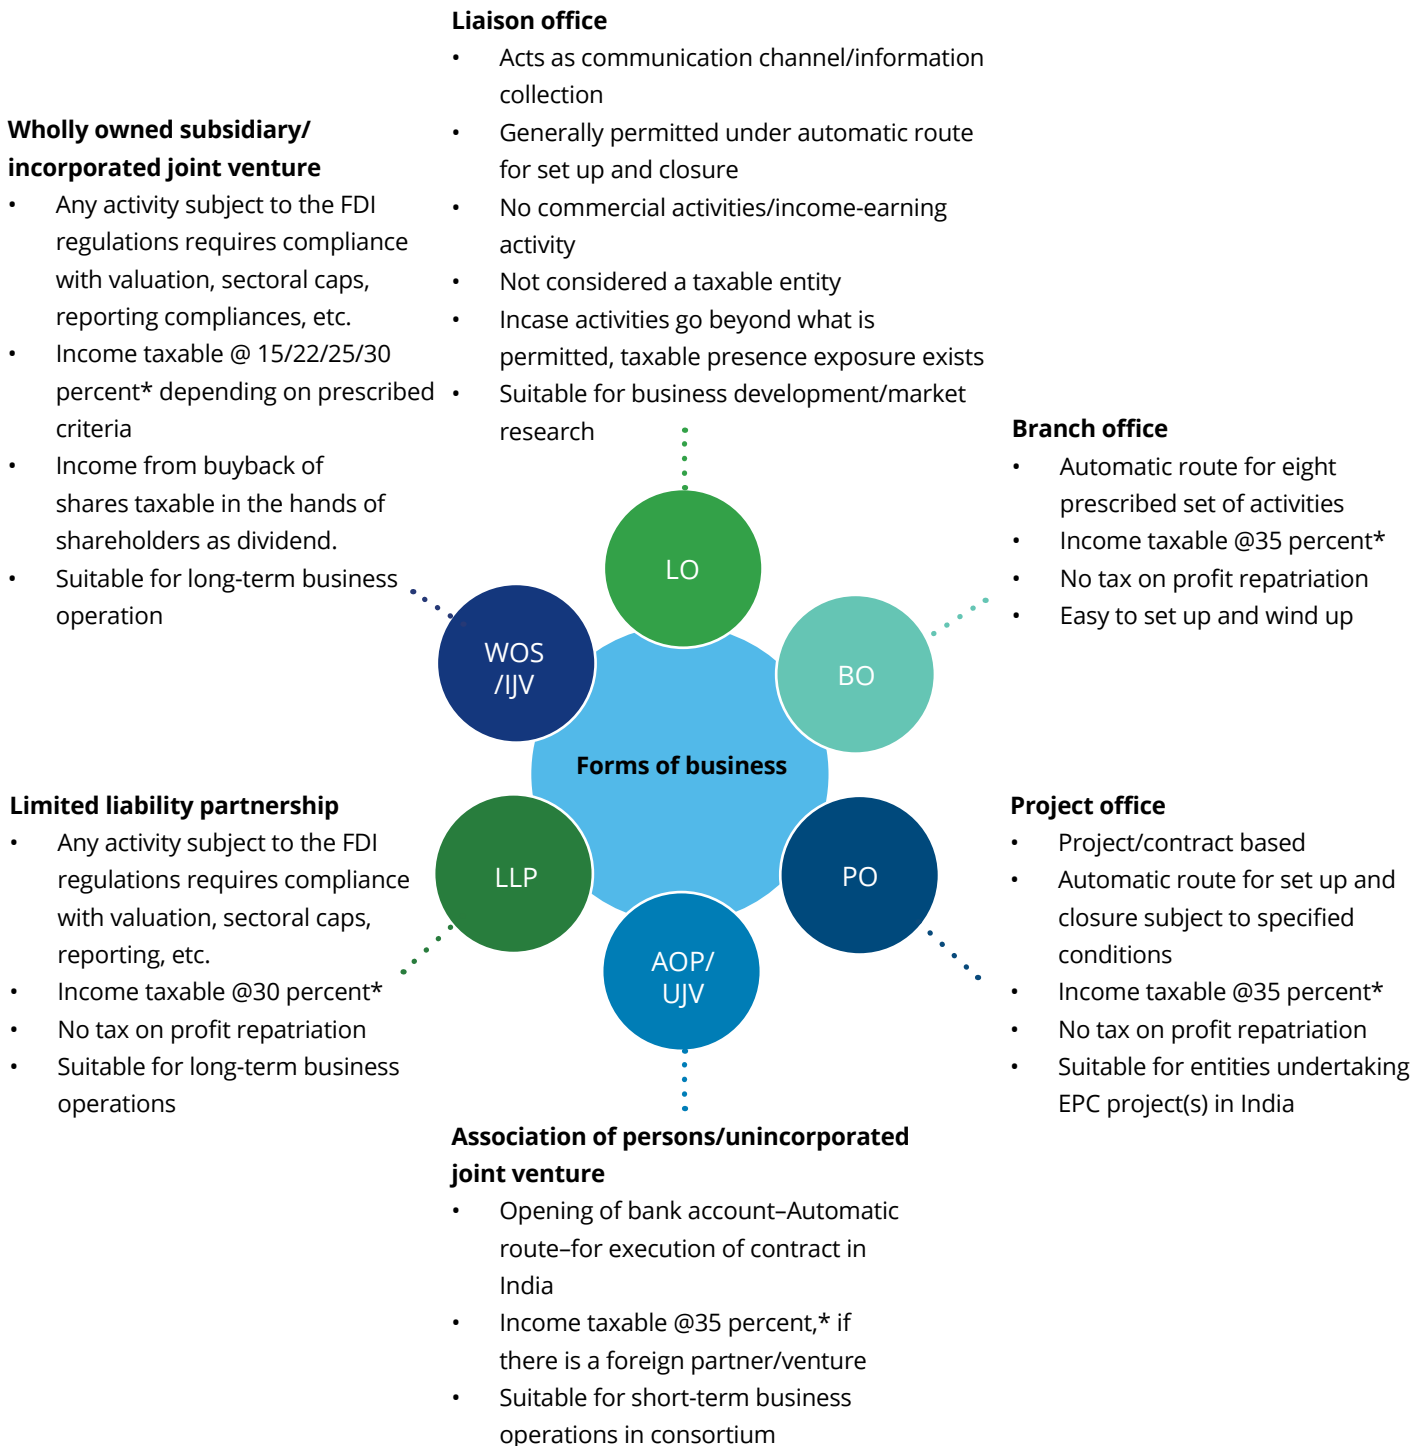 Liaison office
• Acts as communication channel/information
collection
• Generally permitted under automatic route
for set up and closure
• No commercial activities/income-earning
activity
• Not considered a taxable entity
• Incase activities go beyond what is
permitted, taxable presence exposure exists
• Suitable for business development/market
research
Wholly owned subsidiary/
incorporated joint venture
• Any activity subject to the FDI
regulations requires compliance
with valuation, sectoral caps,
reporting compliances, etc.
• Income taxable @ 15/22/25/30
percent* depending on prescribed
criteria
• Income from buyback of
shares taxable in the hands of
shareholders as dividend.
• Suitable for long-term business
operation
Branch office
• Automatic route for eight
prescribed set of activities
• Income taxable @35 percent*
• No tax on profit repatriation
• Easy to set up and wind up
LO
WOS
/IJV
BO
Forms of business
LLP
PO
AOP/
UJV
Limited liability partnership
• Any activity subject to the FDI
regulations requires compliance
with valuation, sectoral caps,
reporting, etc.
• Income taxable @30 percent*
• No tax on profit repatriation
• Suitable for long-term business
operations
Project office
• Project/contract based
• Automatic route for set up and
closure subject to specified
conditions
• Income taxable @35 percent*
• No tax on profit repatriation
• Suitable for entities undertaking
EPC project(s) in India
Association of persons/unincorporated
joint venture
• Opening of bank account–Automatic
route–for execution of contract in
India
• Income taxable @35 percent,* if
there is a foreign partner/venture
• Suitable for short-term business
operations in consortium